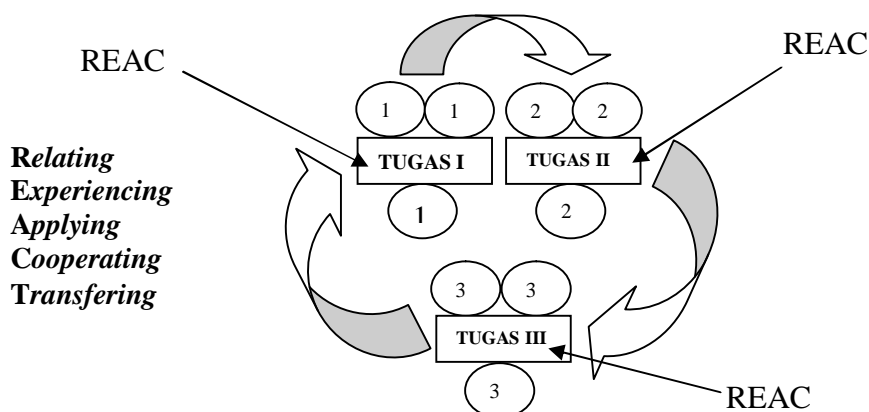 REAC
REAC
1 1 2 2
TUGAS I TUGAS II
1 2
Relating
Experiencing
Applying
Cooperating
Transfering
3 3
TUGAS III
3
REAC